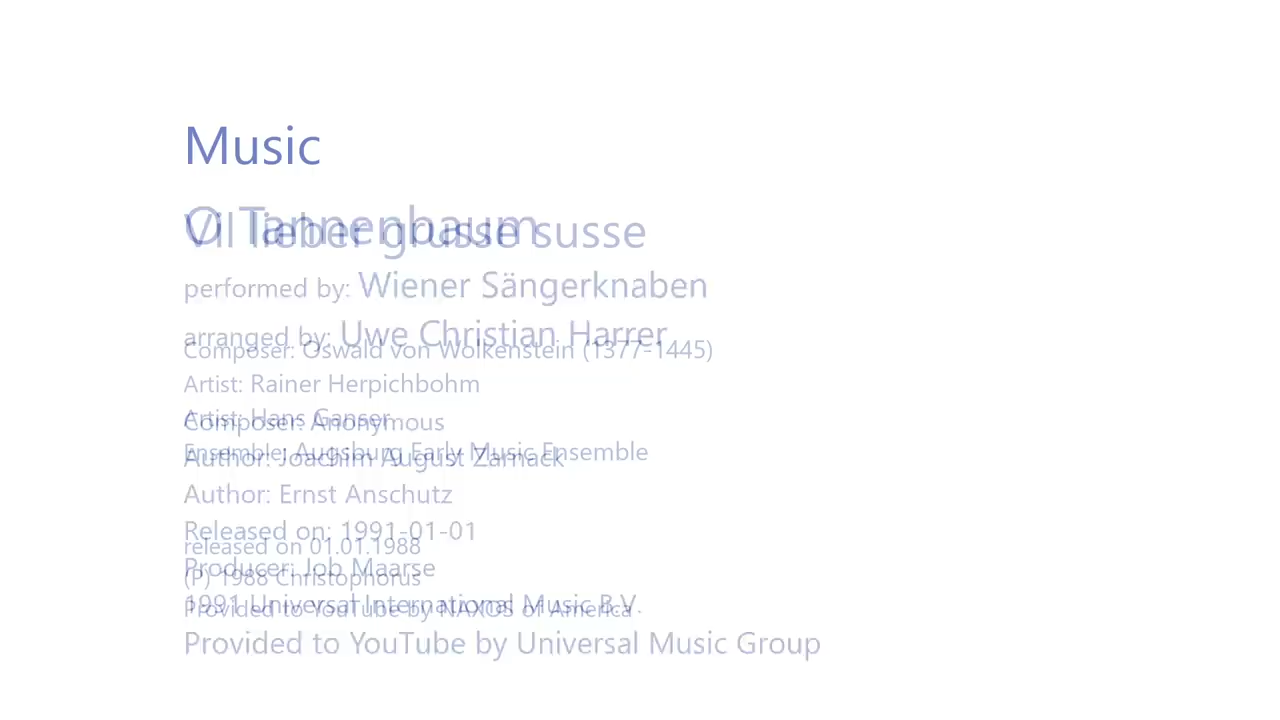 Music
O Tannenbaum
Vil lieber grusse susse
performed by: Wiener Sängerknaben
arranged by: Uwe Christian Harrer
Composer: Oswald von Wolkenstein (1377-1445)
Artist: Rainer Herpichbohm
Artist: Hans Ganser
Composer: Anonymous
Ensemble: Augsburg Early Music Ensemble
Author: Joachim August Zarnack
Author: Ernst Anschutz
Released on: 1991-01-01
released on 01.01.1988
Producer: Job Maarse
(P) 1988 Christophorus
1991 Universal International Music B.V.
Provided to YouTube by NAXOS of America
Provided to YouTube by Universal Music Group